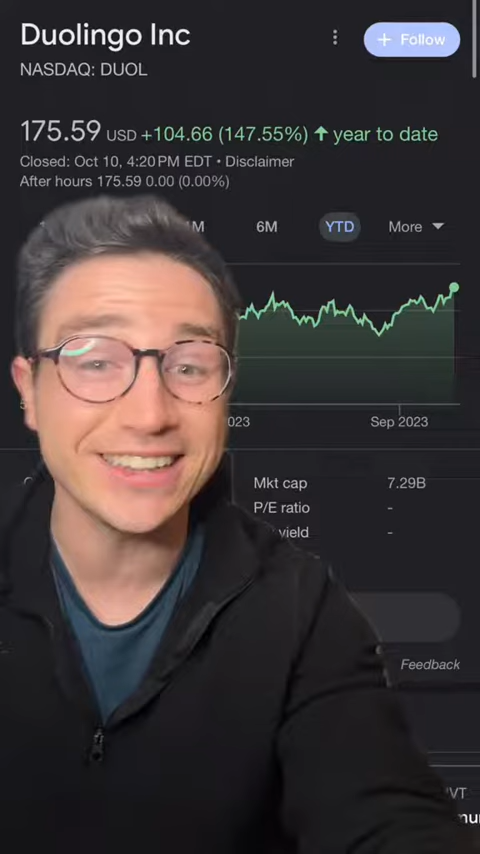 Duolingo Inc
+ Follow
NASDAQ: DUOL
175.59 USD +104.66 (147.55%) ↑ year to date
Closed: Oct 10, 4:20 PM EDT • Disclaimer
After hours 175.59 0.00 (0.00%)
6M YTD More
Sep 2023
Mkt cap 7.29B
P/E ratio -
yield -
Feedback